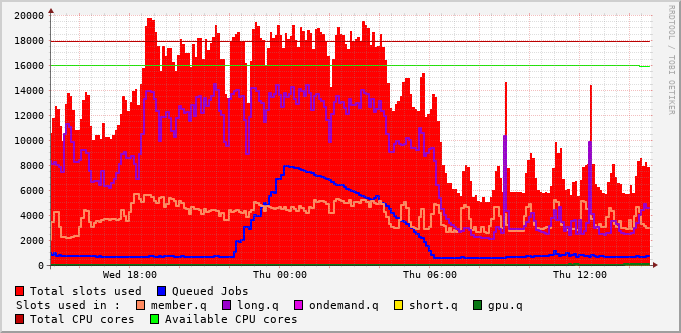 20000
18000
16000
14000
12000
10000
8000
6000
4000
2000
0
Wed 18:00 Thu 00:00 Thu 06:00 Thu 12:00
Total slots used Queued Jobs
Slots used in : member.q long.q ondemand.q short.q gpu.q
Total CPU cores Available CPU cores
RRDTOOL / TOBI OETIKER